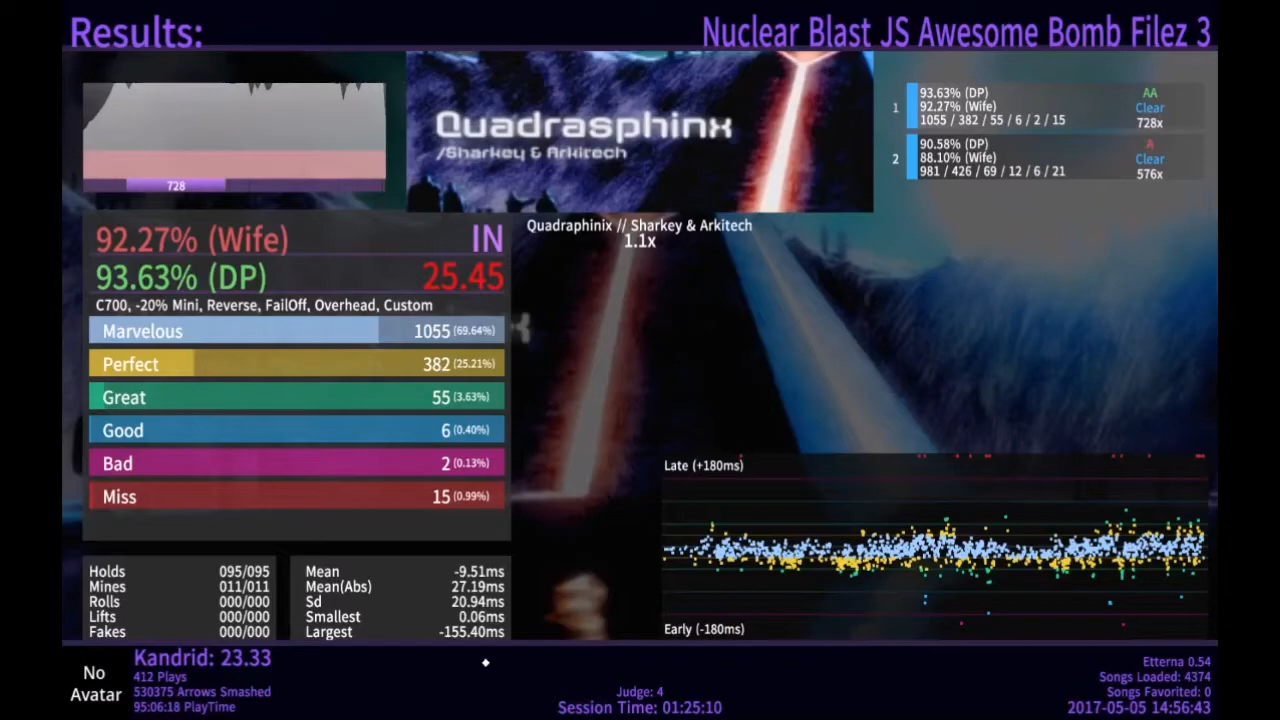 Results:
Nuclear Blast JS Awesome Bomb Filez 3
728
Quadrasphinx
/Sharkey & Arkitech
1
93.63% (DP)
AA
92.27% (Wife)
Clear
1055 / 382 / 55 / 6 / 2 / 15
728x
2
90.58% (DP)
A
88.10% (Wife)
Clear
981 / 426 / 69 / 12 / 6 / 21
576x
Quadraphinix // Sharkey & Arkitech
1.1x
92.27% (Wife)
IN
93.63% (DP)
25.45
C700, -20% Mini, Reverse, FailOff, Overhead, Custom
Marvelous 1055 (69.64%)
Perfect 382 (25.21%)
Great 55 (3.63%)
Good 6 (0.40%)
Bad 2 (0.13%)
Miss 15 (0.99%)
Late (+180ms)
Early (-180ms)
Holds 095/095
Mines 011/011
Rolls 000/000
Lifts 000/000
Fakes 000/000
Mean -9.51ms
Mean(Abs) 27.19ms
Sd 20.94ms
Smallest 0.06ms
Largest -155.40ms
No
Avatar
Kandrid: 23.33
412 Plays
530375 Arrows Smashed
95:06:18 PlayTime
Judge: 4
Session Time: 01:25:10
Etterna 0.54
Songs Loaded: 4374
Songs Favorited: 0
2017-05-05 14:56:43